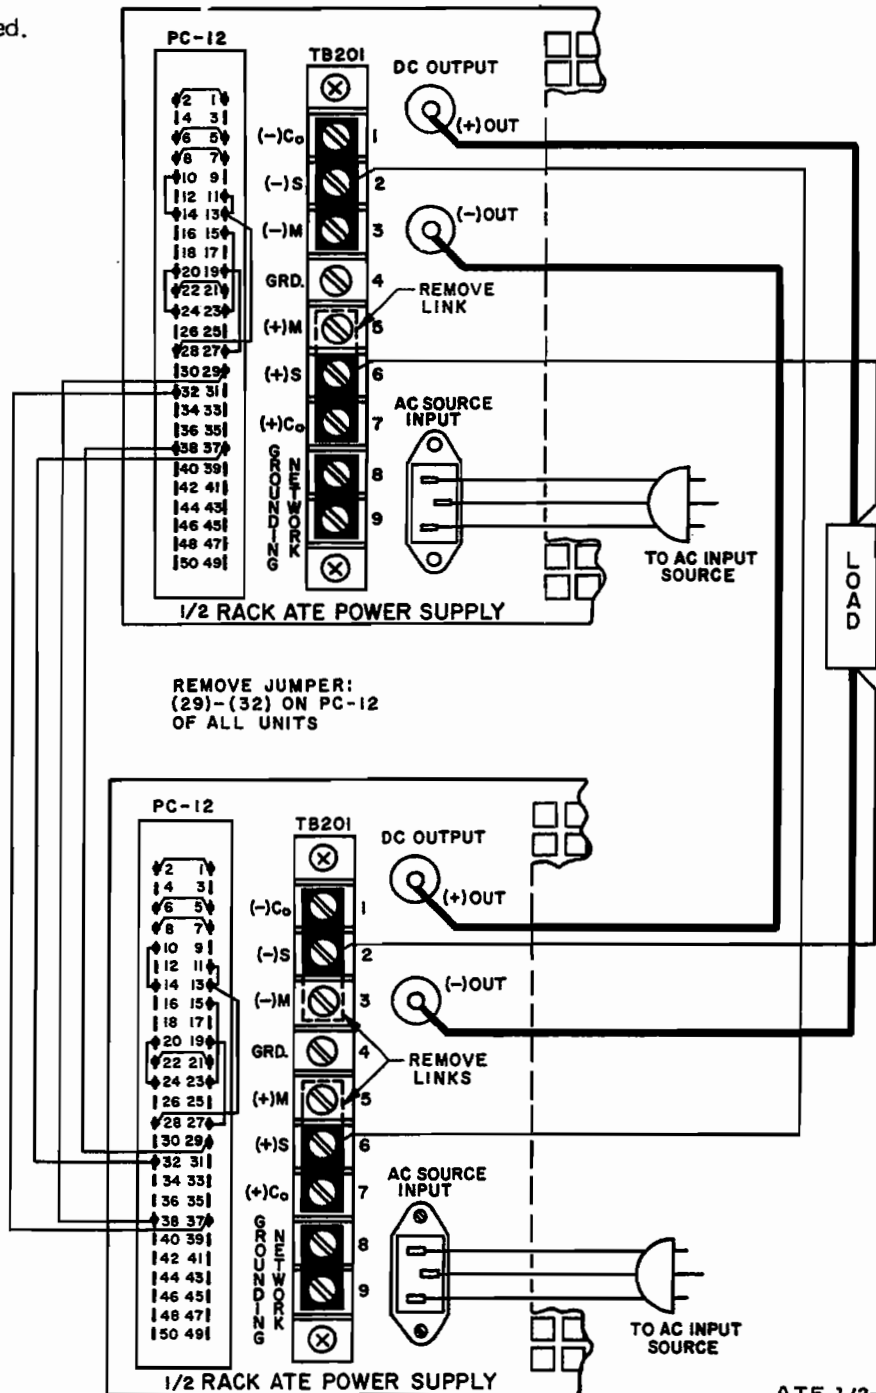 ed.
PC-12
TB201
DC OUTPUT
(+)OUT
2 1
4 3
6 5
8 7
10 9
12 11
14 13
16 15
18 17
20 19
22 21
24 23
26 25
28 27
30 29
32 31
34 33
36 35
38 37
40 39
42 41
44 43
46 45
48 47
50 49
(-)Co 1
(-)S 2
(-)M 3
GRD. 4
(+)M 5
(+)S 6
(+)Co 7
8
9
GROUNDING
NETWORK
(-)OUT
REMOVE
LINK
AC SOURCE
INPUT
TO AC INPUT
SOURCE
LOAD
1/2 RACK ATE POWER SUPPLY
REMOVE JUMPER:
(29)-(32) ON PC-12
OF ALL UNITS
PC-12
TB201
DC OUTPUT
(+)OUT
2 1
4 3
6 5
8 7
10 9
12 11
14 13
16 15
18 17
20 19
22 21
24 23
26 25
28 27
30 29
32 31
34 33
36 35
38 37
40 39
42 41
44 43
46 45
48 47
50 49
(-)Co 1
(-)S 2
(-)M 3
GRD. 4
(+)M 5
(+)S 6
(+)Co 7
8
9
GROUNDING
NETWORK
(-)OUT
REMOVE
LINKS
AC SOURCE
INPUT
TO AC INPUT
SOURCE
1/2 RACK ATE POWER SUPPLY